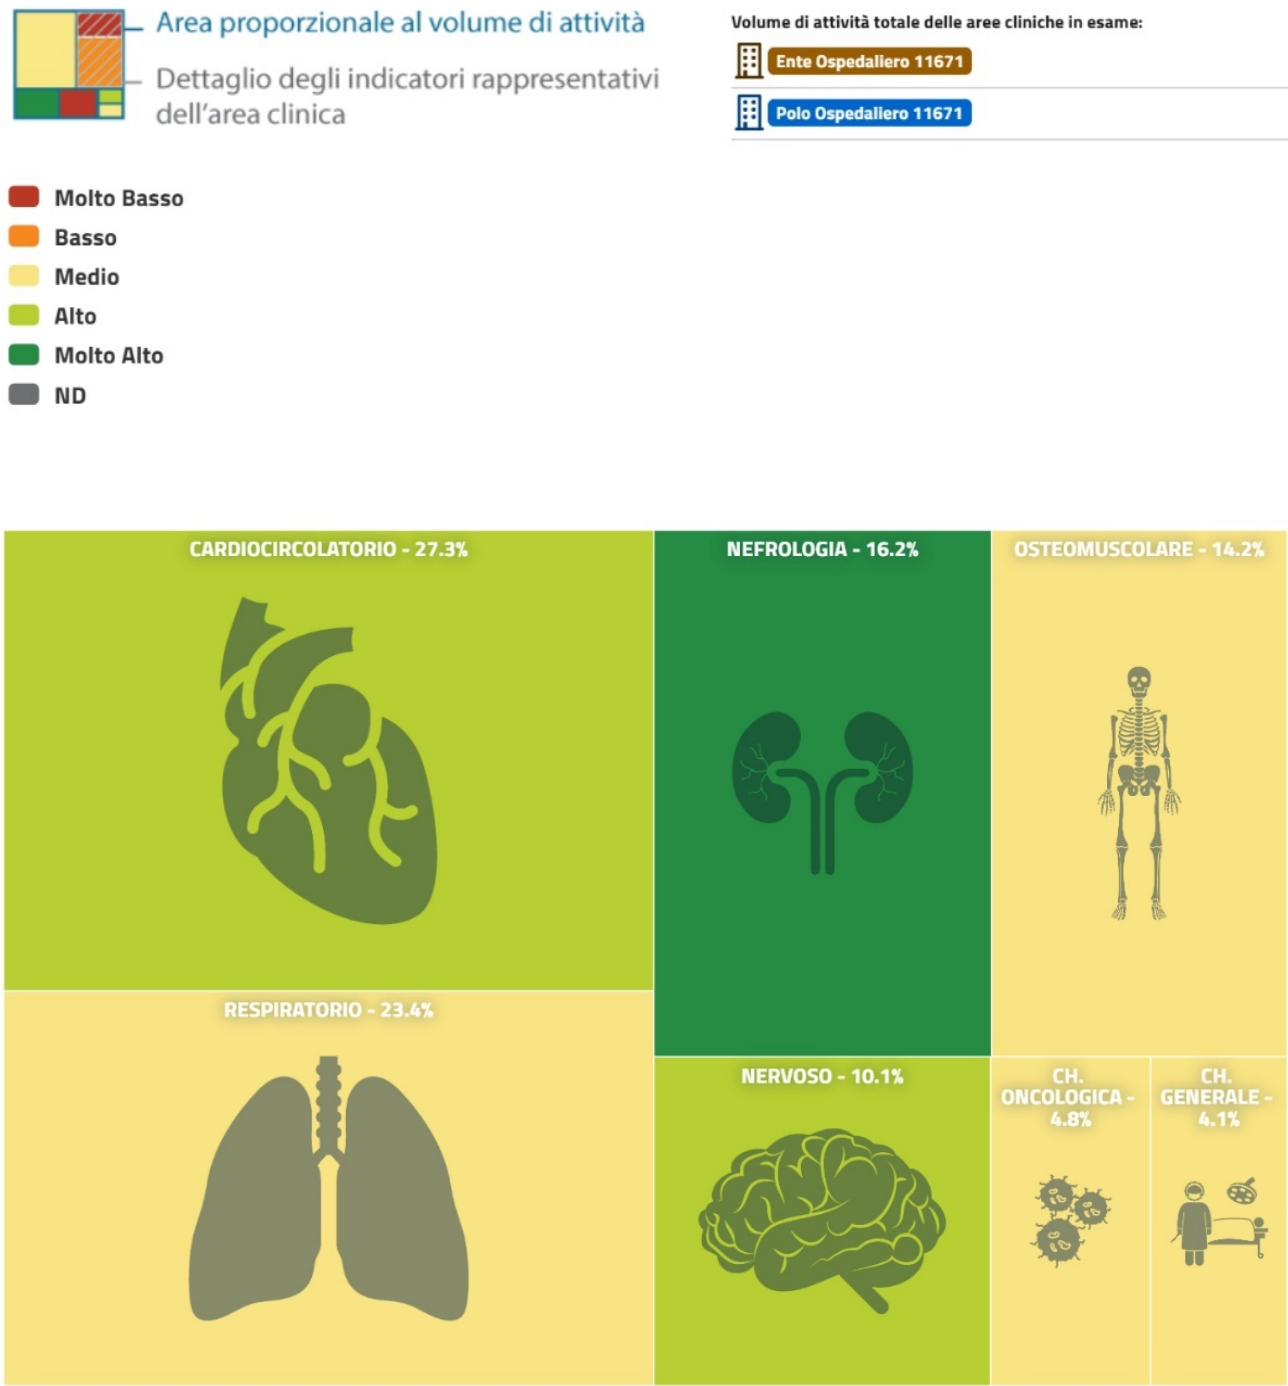 Area proporzionale al volume di attività
Dettaglio degli indicatori rappresentativi
dell'area clinica
Volume di attività totale delle aree cliniche in esame:
Ente Ospedaliero 11671
Polo Ospedaliero 11671
Molto Basso
Basso
Medio
Alto
Molto Alto
ND
CARDIOCIRCOLATORIO - 27.3%
NEFROLOGIA - 16.2%
OSTEOMUSCOLARE - 14.2%
RESPIRATORIO - 23.4%
NERVOSO - 10.1%
CH.
ONCOLOGICA -
4.8%
CH.
GENERALE -
4.1%